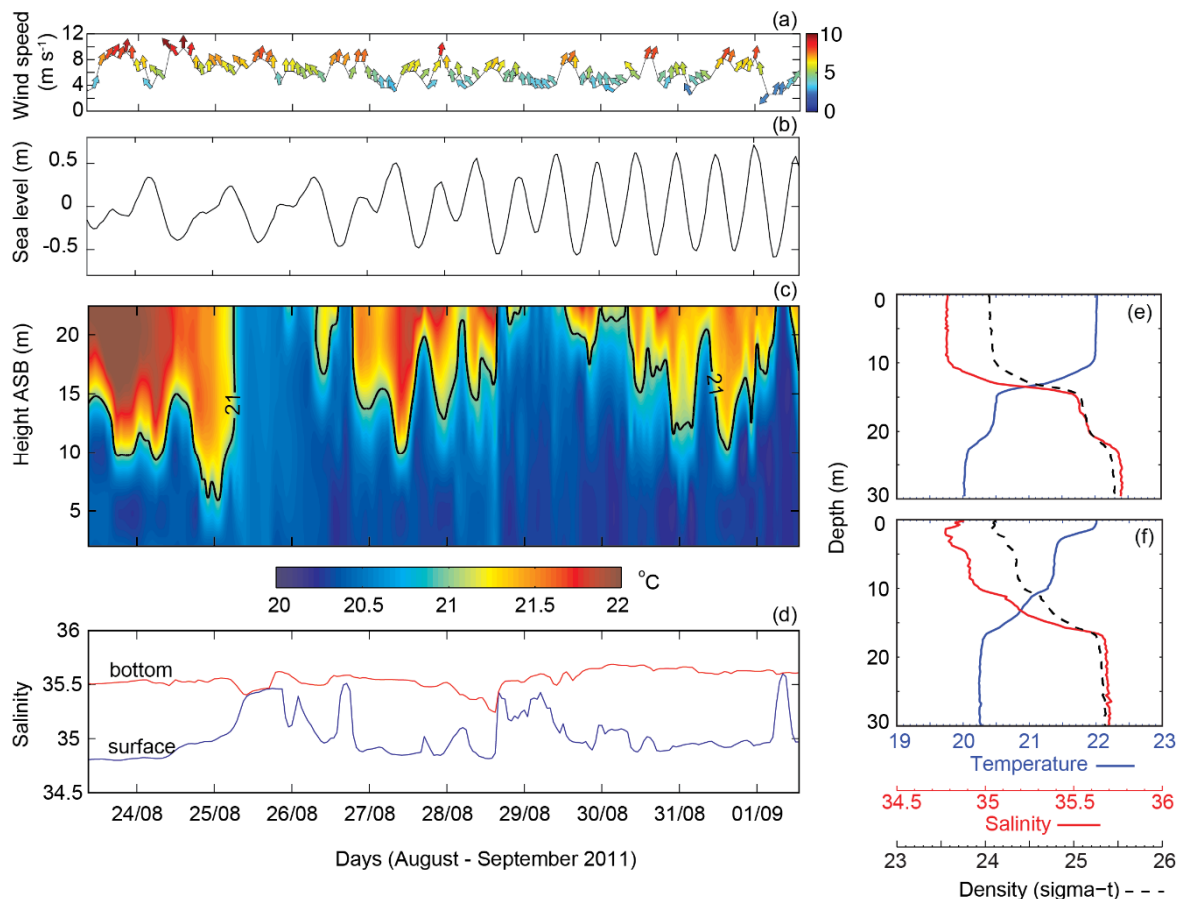 (a)
Wind speed
(m s⁻¹)
12
8
4
0
10
5
0
(b)
Sea level (m)
0.5
0
-0.5
(c)
Height ASB (m)
20
15
10
5
21
21
°C
20 20.5 21 21.5 22
(d)
Salinity
36
35.5
35
34.5
bottom
surface
24/08 25/08 26/08 27/08 28/08 29/08 30/08 31/08 01/09
Days (August - September 2011)
(e)
0
10
20
30
Depth (m)
(f)
0
10
20
30
19 20 21 22 23
Temperature
34.5 35 35.5 36
Salinity
23 24 25 26
Density (sigma-t)